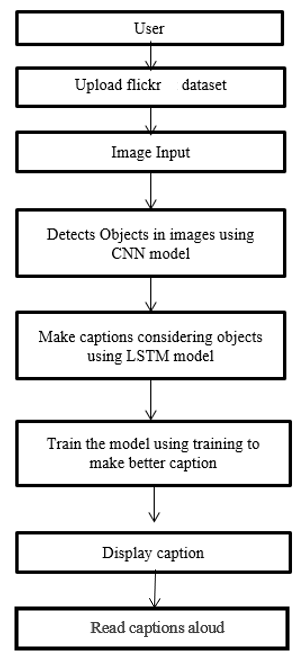 User
Upload flickr dataset
Image Input
Detects Objects in images using
CNN model
Make captions considering objects
using LSTM model
Train the model using training to
make better caption
Display caption
Read captions aloud